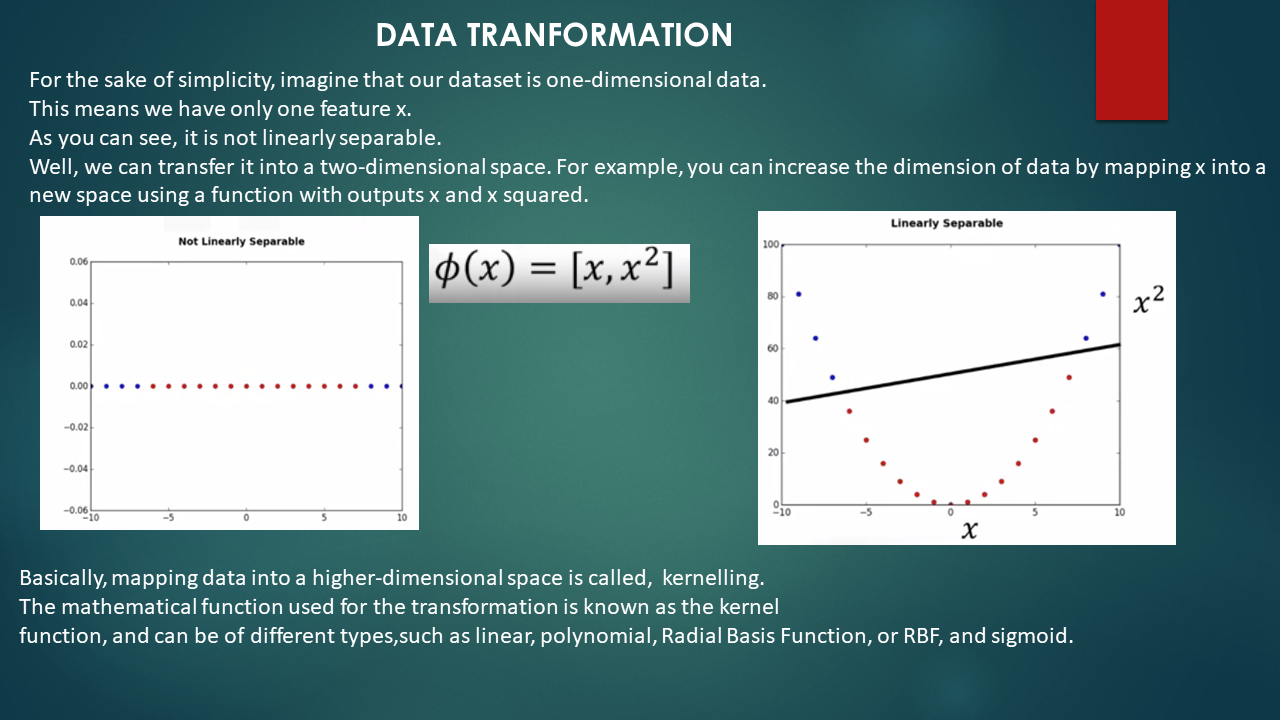 DATA TRANFORMATION
For the sake of simplicity, imagine that our dataset is one-dimensional data.
This means we have only one feature x.
As you can see, it is not linearly separable.
Well, we can transfer it into a two-dimensional space. For example, you can increase the dimension of data by mapping x into a
new space using a function with outputs x and x squared.
Not Linearly Separable
0.06
0.04
0.02
0.00
−0.02
−0.04
−0.06
−10 −5 0 5 10
ϕ(x) = [x, x²]
Linearly Separable
100
80
60
40
20
0
−10 −5 0 5 10
x
x²
Basically, mapping data into a higher-dimensional space is called, kernelling.
The mathematical function used for the transformation is known as the kernel
function, and can be of different types,such as linear, polynomial, Radial Basis Function, or RBF, and sigmoid.